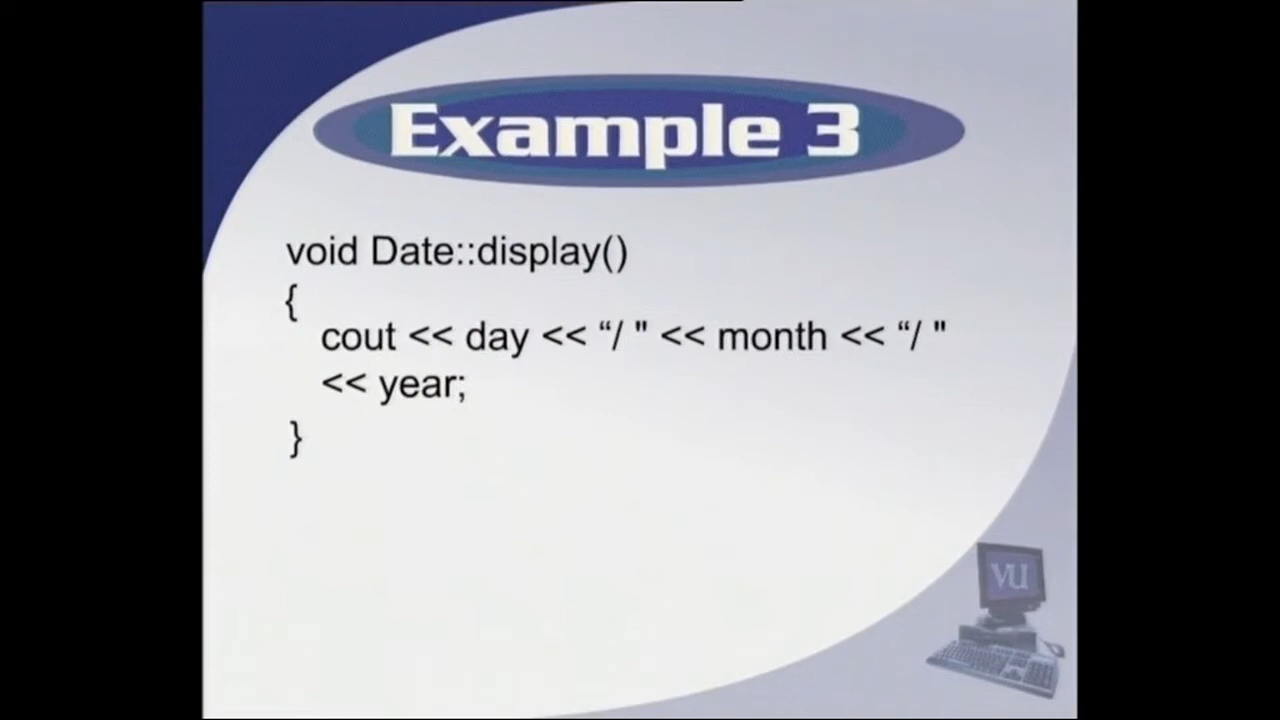 Example 3
void Date::display()
{
cout << day << “/ " << month << “/ "
<< year;
}
VU